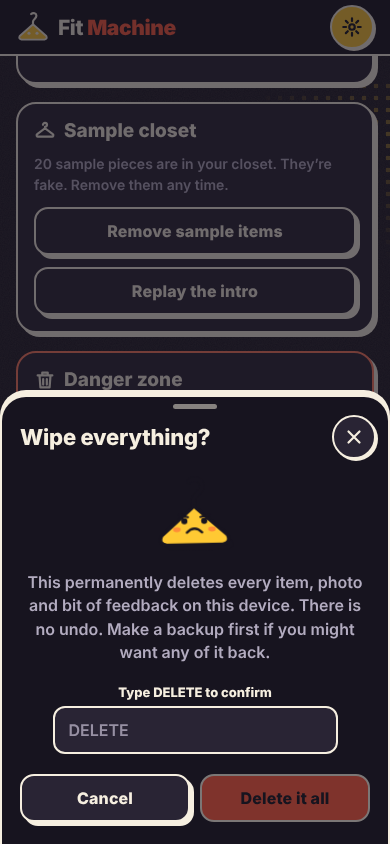 Fit Machine
Sample closet
20 sample pieces are in your closet. They're
fake. Remove them any time.
Remove sample items
Replay the intro
Danger zone
Wipe everything?
This permanently deletes every item, photo
and bit of feedback on this device. There is
no undo. Make a backup first if you might
want any of it back.
Type DELETE to confirm
DELETE
Cancel
Delete it all